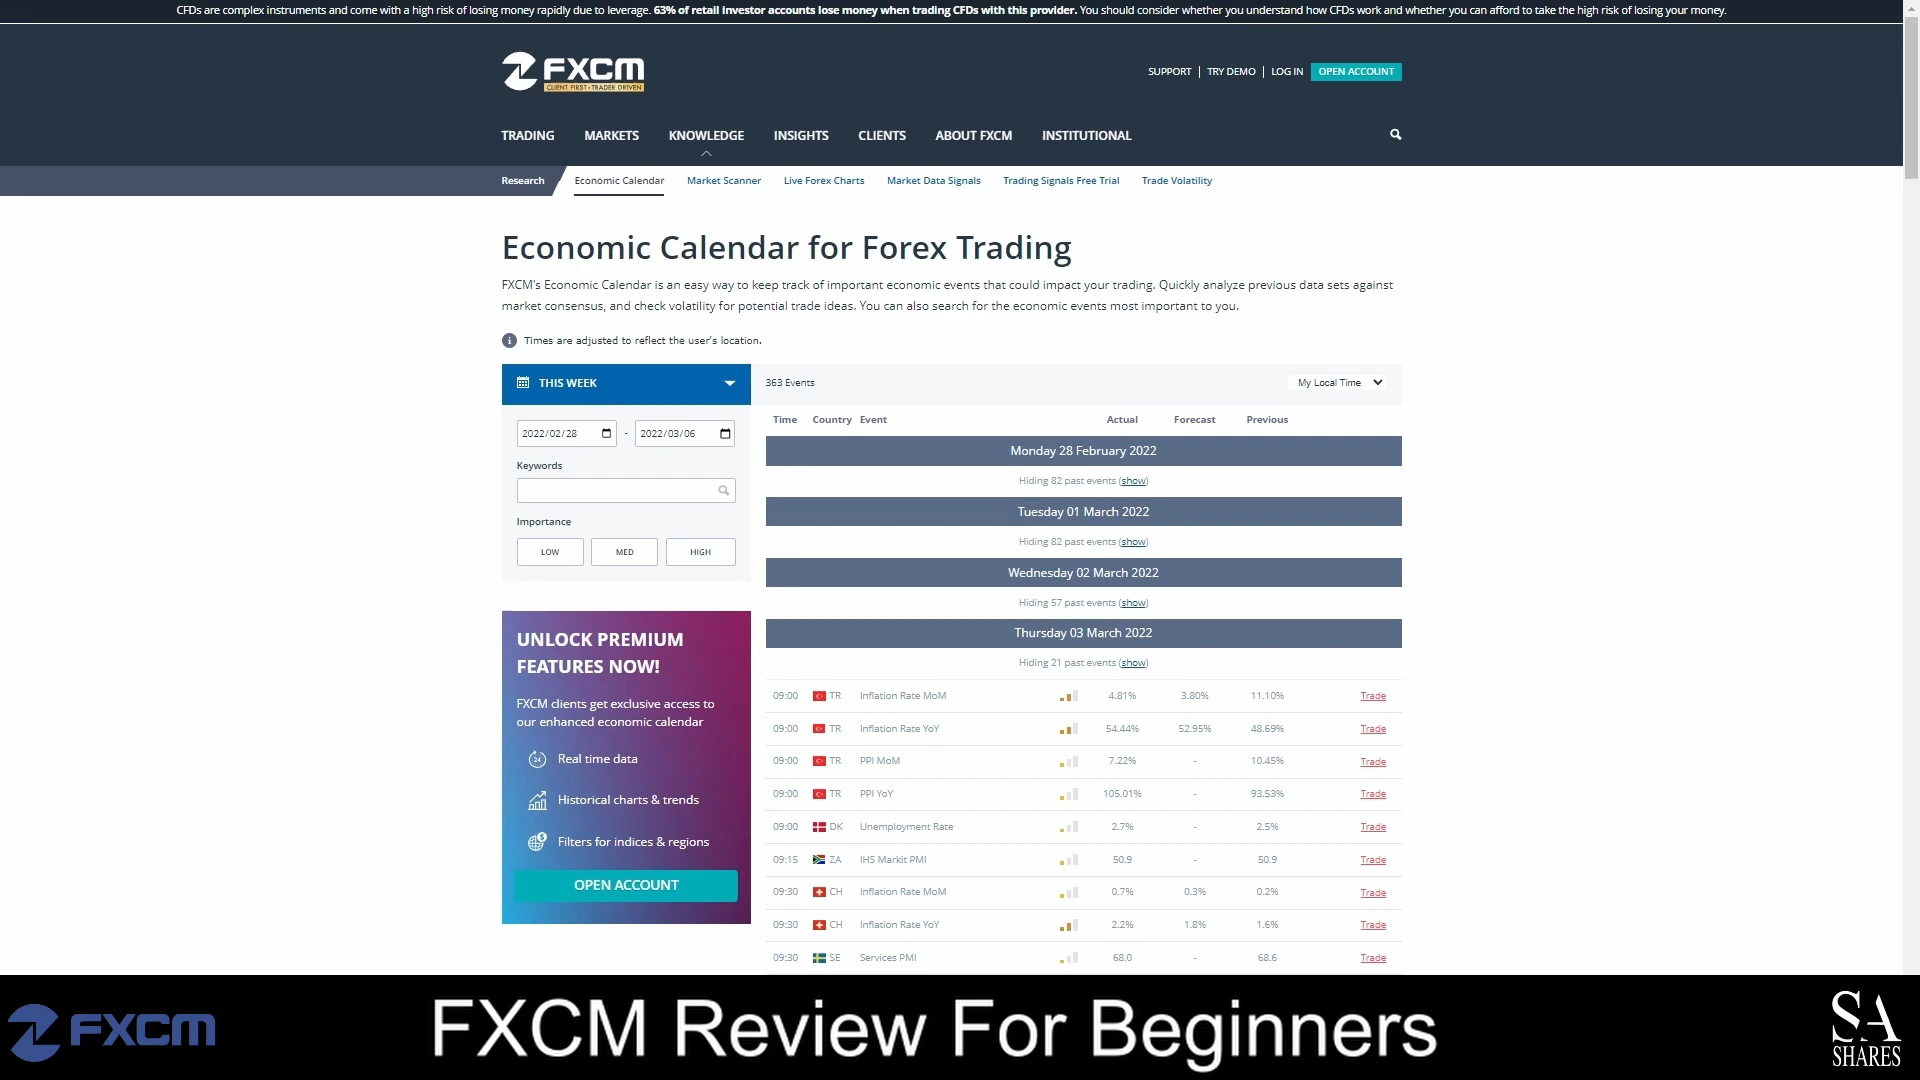 CFDs are complex instruments and come with a high risk of losing money rapidly due to leverage. 63% of retail investor accounts lose money when trading CFDs with this provider. You should consider whether you understand how CFDs work and whether you can afford to take the high risk of losing your money.
FXCM
CLIENT FIRST • TRADER DRIVEN
SUPPORT | TRY DEMO | LOG IN OPEN ACCOUNT
TRADING MARKETS KNOWLEDGE INSIGHTS CLIENTS ABOUT FXCM INSTITUTIONAL
Research Economic Calendar Market Scanner Live Forex Charts Market Data Signals Trading Signals Free Trial Trade Volatility
Economic Calendar for Forex Trading
FXCM's Economic Calendar is an easy way to keep track of important economic events that could impact your trading. Quickly analyze previous data sets against
market consensus, and check volatility for potential trade ideas. You can also search for the economic events most important to you.
i Times are adjusted to reflect the user's location.
THIS WEEK
2022/02/28 - 2022/03/06
Keywords
Importance
LOW MED HIGH
UNLOCK PREMIUM
FEATURES NOW!
FXCM clients get exclusive access to
our enhanced economic calendar
24 Real time data
Historical charts & trends
$ Filters for indices & regions
OPEN ACCOUNT
363 Events My Local Time
Time Country Event Actual Forecast Previous
Monday 28 February 2022
Hiding 82 past events (show)
Tuesday 01 March 2022
Hiding 82 past events (show)
Wednesday 02 March 2022
Hiding 57 past events (show)
Thursday 03 March 2022
Hiding 21 past events (show)
09:00 TR Inflation Rate MoM 4.81% 3.80% 11.10% Trade
09:00 TR Inflation Rate YoY 54.44% 52.95% 48.69% Trade
09:00 TR PPI MoM 7.22% - 10.45% Trade
09:00 TR PPI YoY 105.01% - 93.53% Trade
09:00 DK Unemployment Rate 2.7% - 2.5% Trade
09:15 ZA IHS Markit PMI 50.9 - 50.9 Trade
09:30 CH Inflation Rate MoM 0.7% 0.3% 0.2% Trade
09:30 CH Inflation Rate YoY 2.2% 1.8% 1.6% Trade
09:30 SE Services PMI 68.0 - 68.6 Trade
FXCM
FXCM Review For Beginners
SA
SHARES